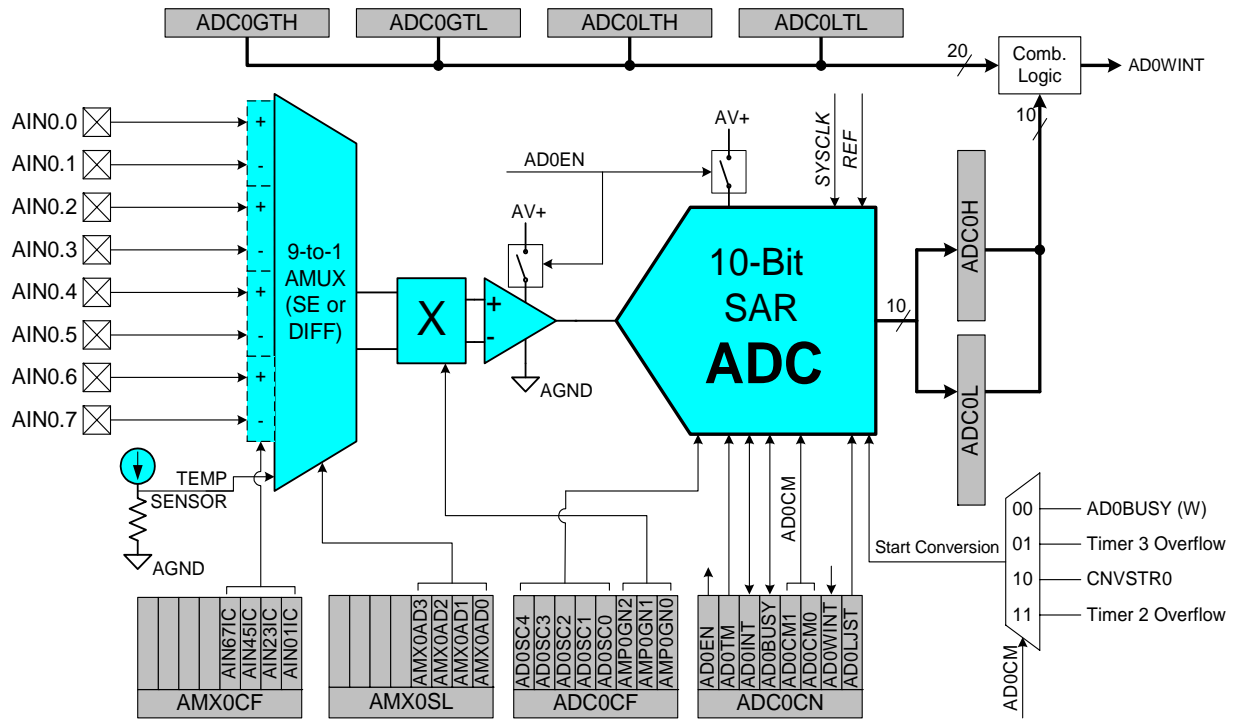 ADC0GTH
ADC0GTL
ADC0LTH
ADC0LTL
20
Comb.
Logic
AD0WINT
10
AIN0.0
AIN0.1
AIN0.2
AIN0.3
AIN0.4
AIN0.5
AIN0.6
AIN0.7
+
-
+
-
+
-
+
-
9-to-1
AMUX
(SE or
DIFF)
X
+
-
AV+
AGND
AD0EN
AV+
SYSCLK
REF
10-Bit
SAR
ADC
10
ADC0H
ADC0L
TEMP
SENSOR
AGND
AD0CM
Start Conversion
00
01
10
11
AD0BUSY (W)
Timer 3 Overflow
CNVSTR0
Timer 2 Overflow
AD0CM
AIN67IC
AIN45IC
AIN23IC
AIN01IC
AMX0CF
AMX0AD3
AMX0AD2
AMX0AD1
AMX0AD0
AMX0SL
AD0SC4
AD0SC3
AD0SC2
AD0SC1
AD0SC0
AMP0GN2
AMP0GN1
AMP0GN0
ADC0CF
AD0EN
AD0TM
AD0INT
AD0BUSY
AD0CM1
AD0CM0
AD0WINT
AD0LJST
ADC0CN